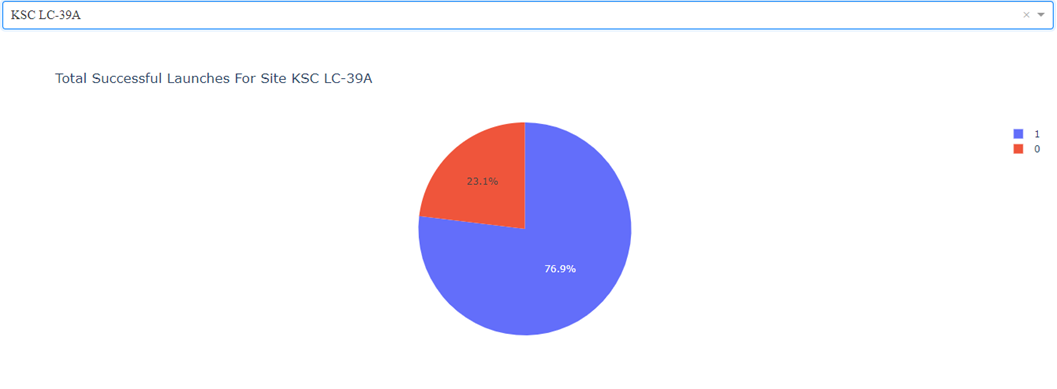 KSC LC-39A × ▾
Total Successful Launches For Site KSC LC-39A
1
0
23.1%
76.9%